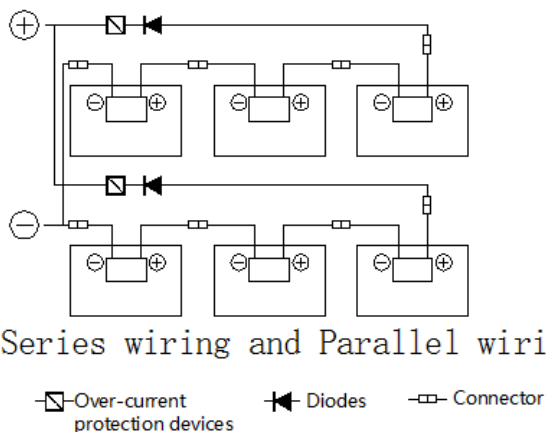 Series wiring and Parallel wiri
Over-current
protection devices
Diodes
Connector